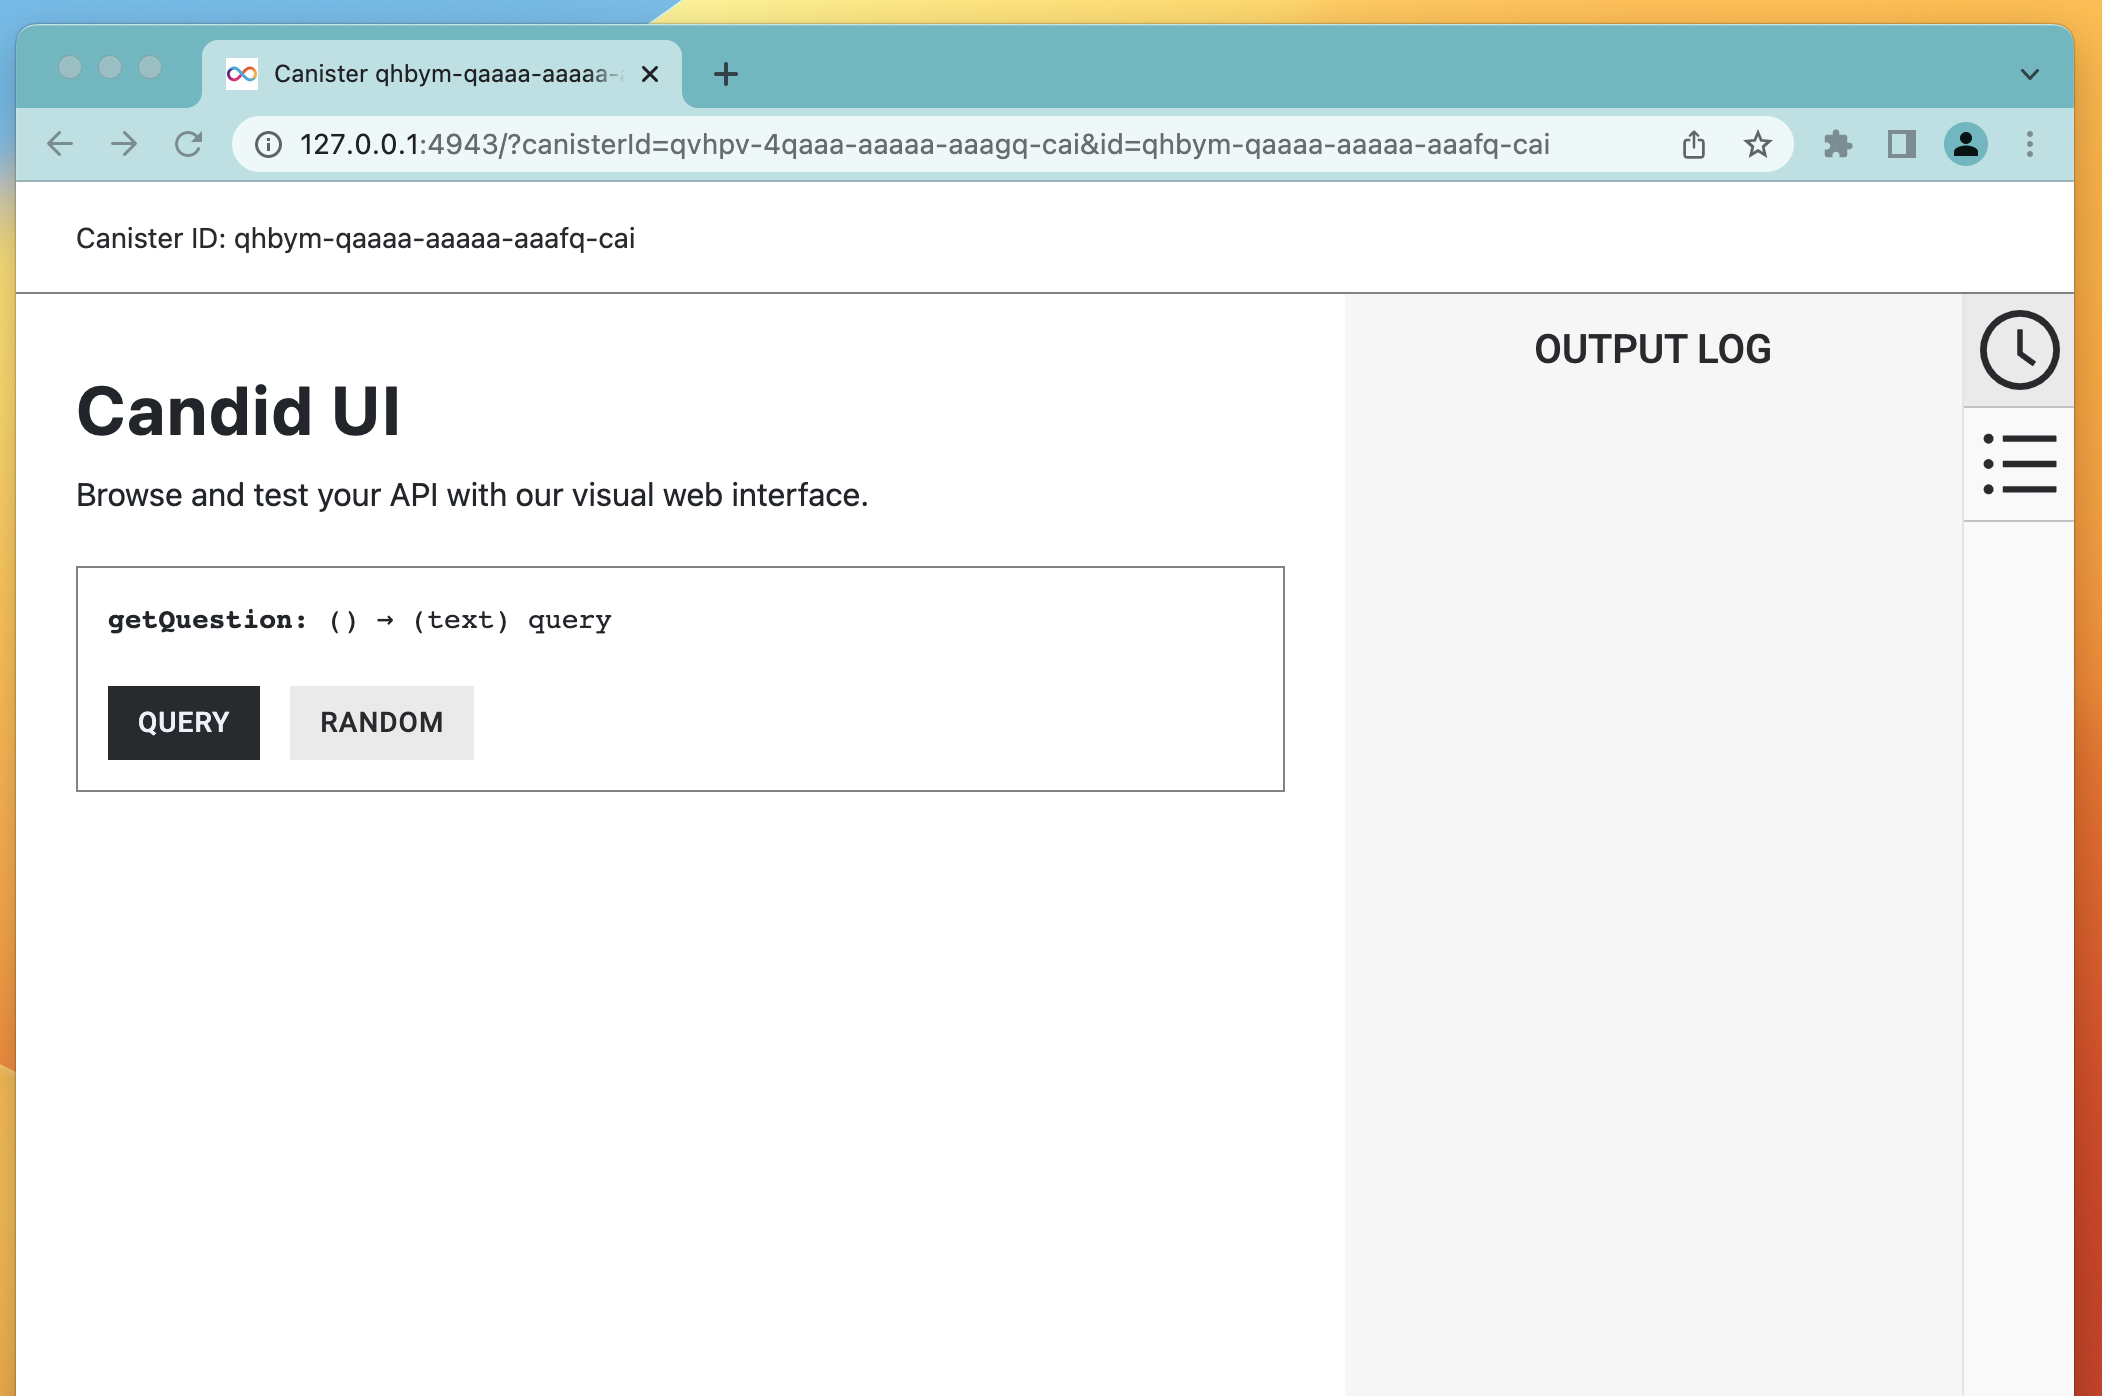 Canister qhbym-qaaaa-aaaaa-
127.0.0.1:4943/?canisterId=qvhpv-4qaaa-aaaaa-aaagq-cai&id=qhbym-qaaaa-aaaaa-aaafq-cai
Canister ID: qhbym-qaaaa-aaaaa-aaafq-cai
OUTPUT LOG
Candid UI
Browse and test your API with our visual web interface.
getQuestion: () → (text) query
QUERY RANDOM